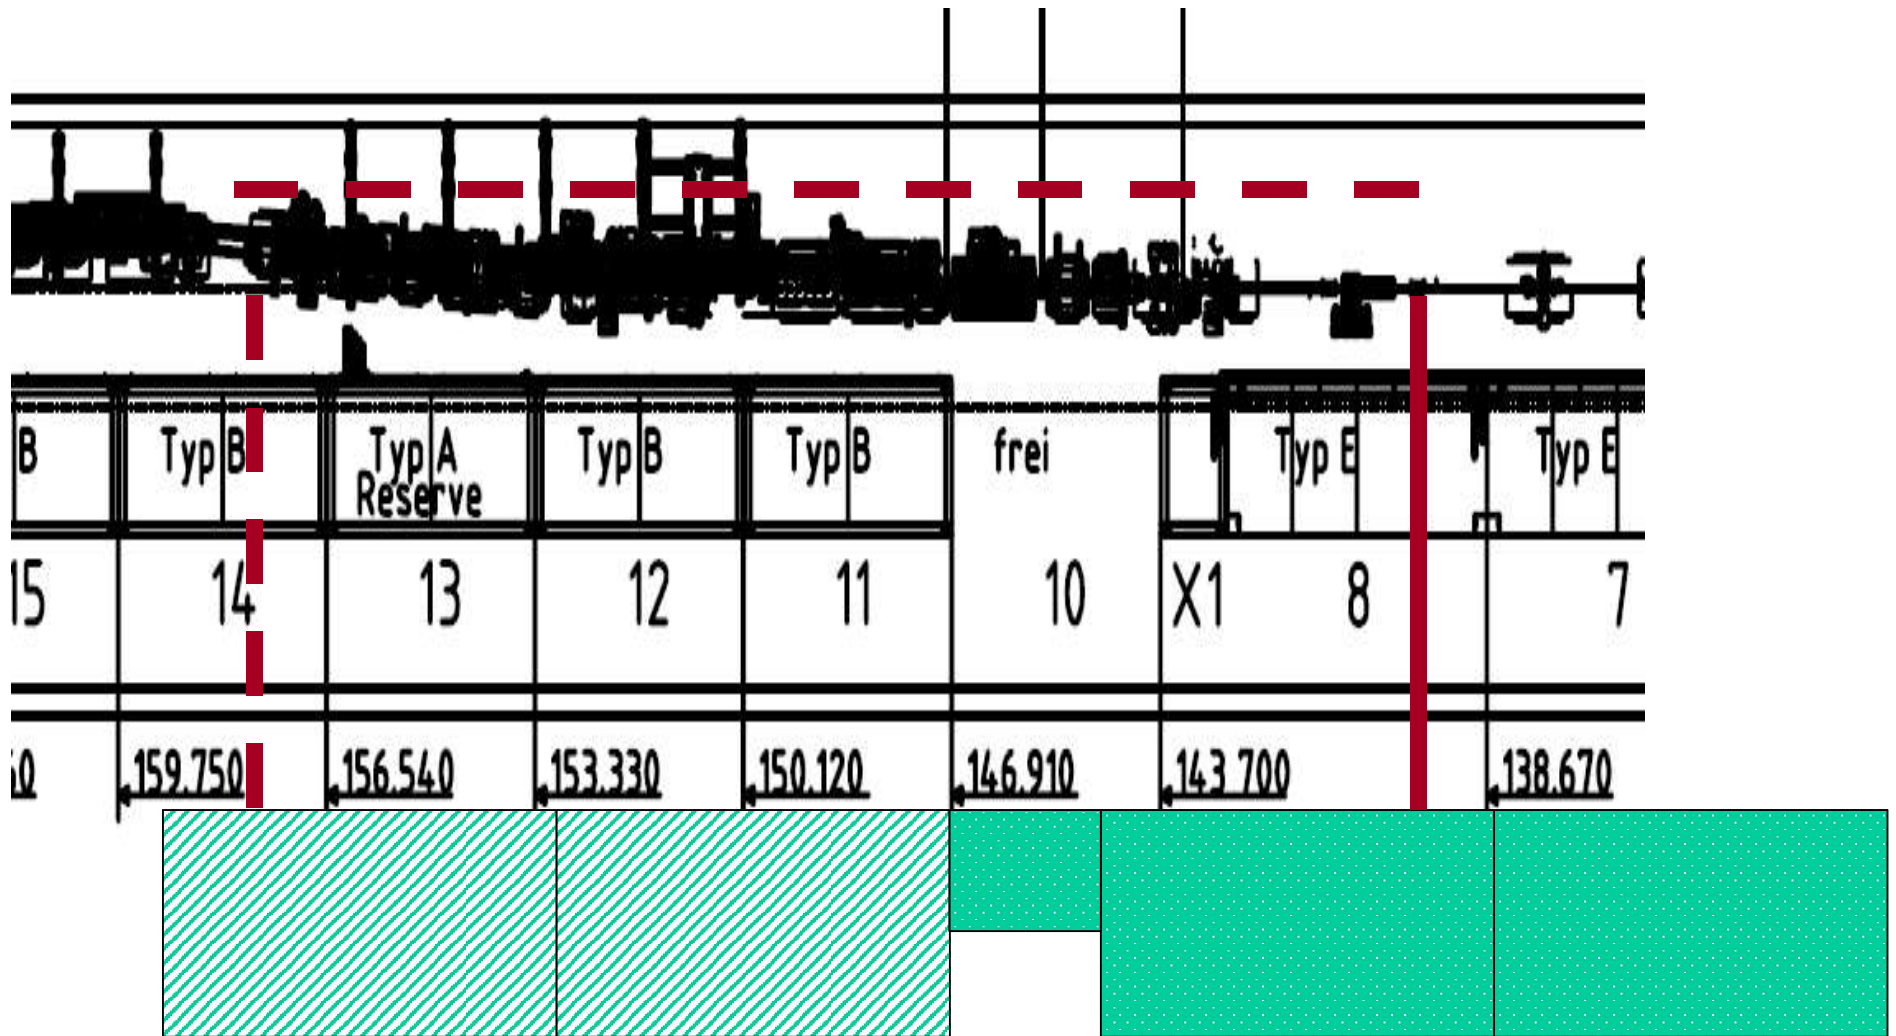 B Typ B Typ A Typ B Typ B frei Typ E Typ E
Reserve
15 14 13 12 11 10 X1 8 7
159.750 156.540 153.330 150.120 146.910 143.700 138.670